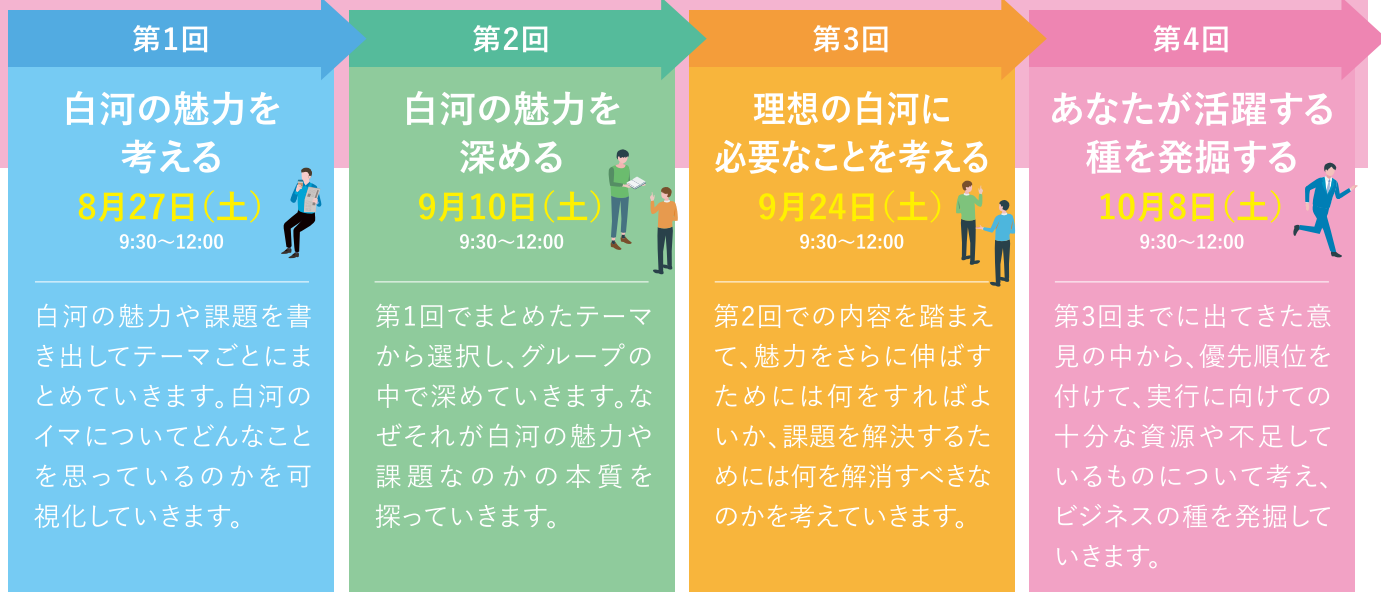 第1回
白河の魅力を
考える
8月27日（土）
9:30〜12:00
白河の魅力や課題を書
き出してテーマごとにま
とめていきます。白河の
イマについてどんなこと
を思っているのかを可
視化していきます。
第2回
白河の魅力を
深める
9月10日（土）
9:30〜12:00
第1回でまとめたテーマ
から選択し、グループの
中で深めていきます。な
ぜそれが白河の魅力や
課題なのかの本質を
探っていきます。
第3回
理想の白河に
必要なことを考える
9月24日（土）
9:30〜12:00
第2回での内容を踏まえ
て、魅力をさらに伸ばす
ためには何をすればよ
いか、課題を解決するた
めには何を解消すべきな
のかを考えていきます。
第4回
あなたが活躍する
種を発掘する
10月8日（土）
9:30〜12:00
第3回までに出てきた意
見の中から、優先順位を
付けて、実行に向けての
十分な資源や不足して
いるものについて考え、
ビジネスの種を発掘して
いきます。